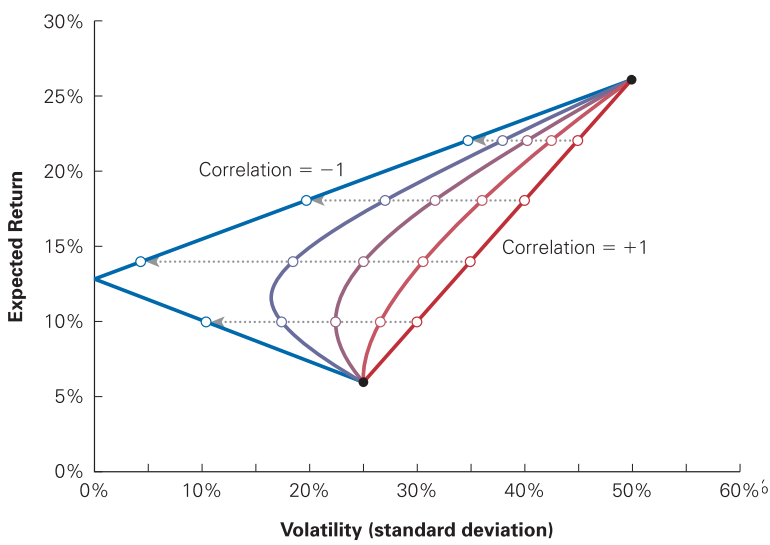 30%
25%
20%
15%
10%
5%
0%
Expected Return
Correlation = −1
Correlation = +1
0% 10% 20% 30% 40% 50% 60%
Volatility (standard deviation)